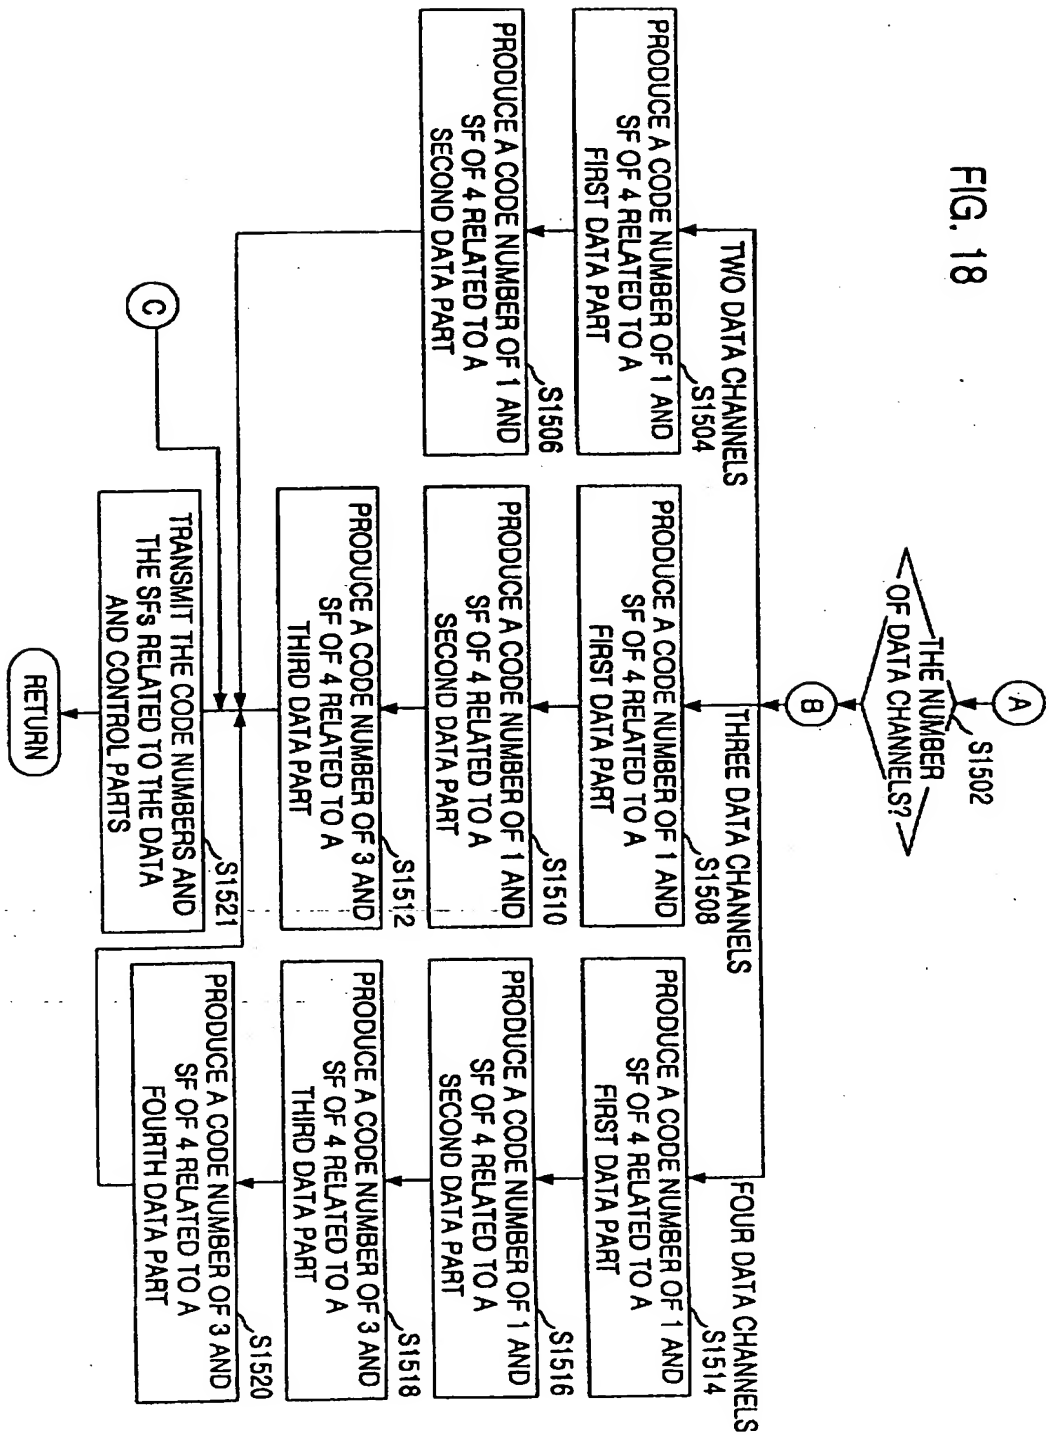 FIG. 18
A
S1502
THE NUMBER
OF DATA CHANNELS?
B
TWO DATA CHANNELS
S1504
PRODUCE A CODE NUMBER OF 1 AND
SF OF 4 RELATED TO A
FIRST DATA PART
S1506
PRODUCE A CODE NUMBER OF 1 AND
SF OF 4 RELATED TO A
SECOND DATA PART
THREE DATA CHANNELS
S1508
PRODUCE A CODE NUMBER OF 1 AND
SF OF 4 RELATED TO A
FIRST DATA PART
S1510
PRODUCE A CODE NUMBER OF 1 AND
SF OF 4 RELATED TO A
SECOND DATA PART
S1512
PRODUCE A CODE NUMBER OF 3 AND
SF OF 4 RELATED TO A
THIRD DATA PART
FOUR DATA CHANNELS
S1514
PRODUCE A CODE NUMBER OF 1 AND
SF OF 4 RELATED TO A
FIRST DATA PART
S1516
PRODUCE A CODE NUMBER OF 1 AND
SF OF 4 RELATED TO A
SECOND DATA PART
S1518
PRODUCE A CODE NUMBER OF 3 AND
SF OF 4 RELATED TO A
THIRD DATA PART
S1520
PRODUCE A CODE NUMBER OF 3 AND
SF OF 4 RELATED TO A
FOURTH DATA PART
C
S1521
TRANSMIT THE CODE NUMBERS AND
THE SFs RELATED TO THE DATA
AND CONTROL PARTS
RETURN